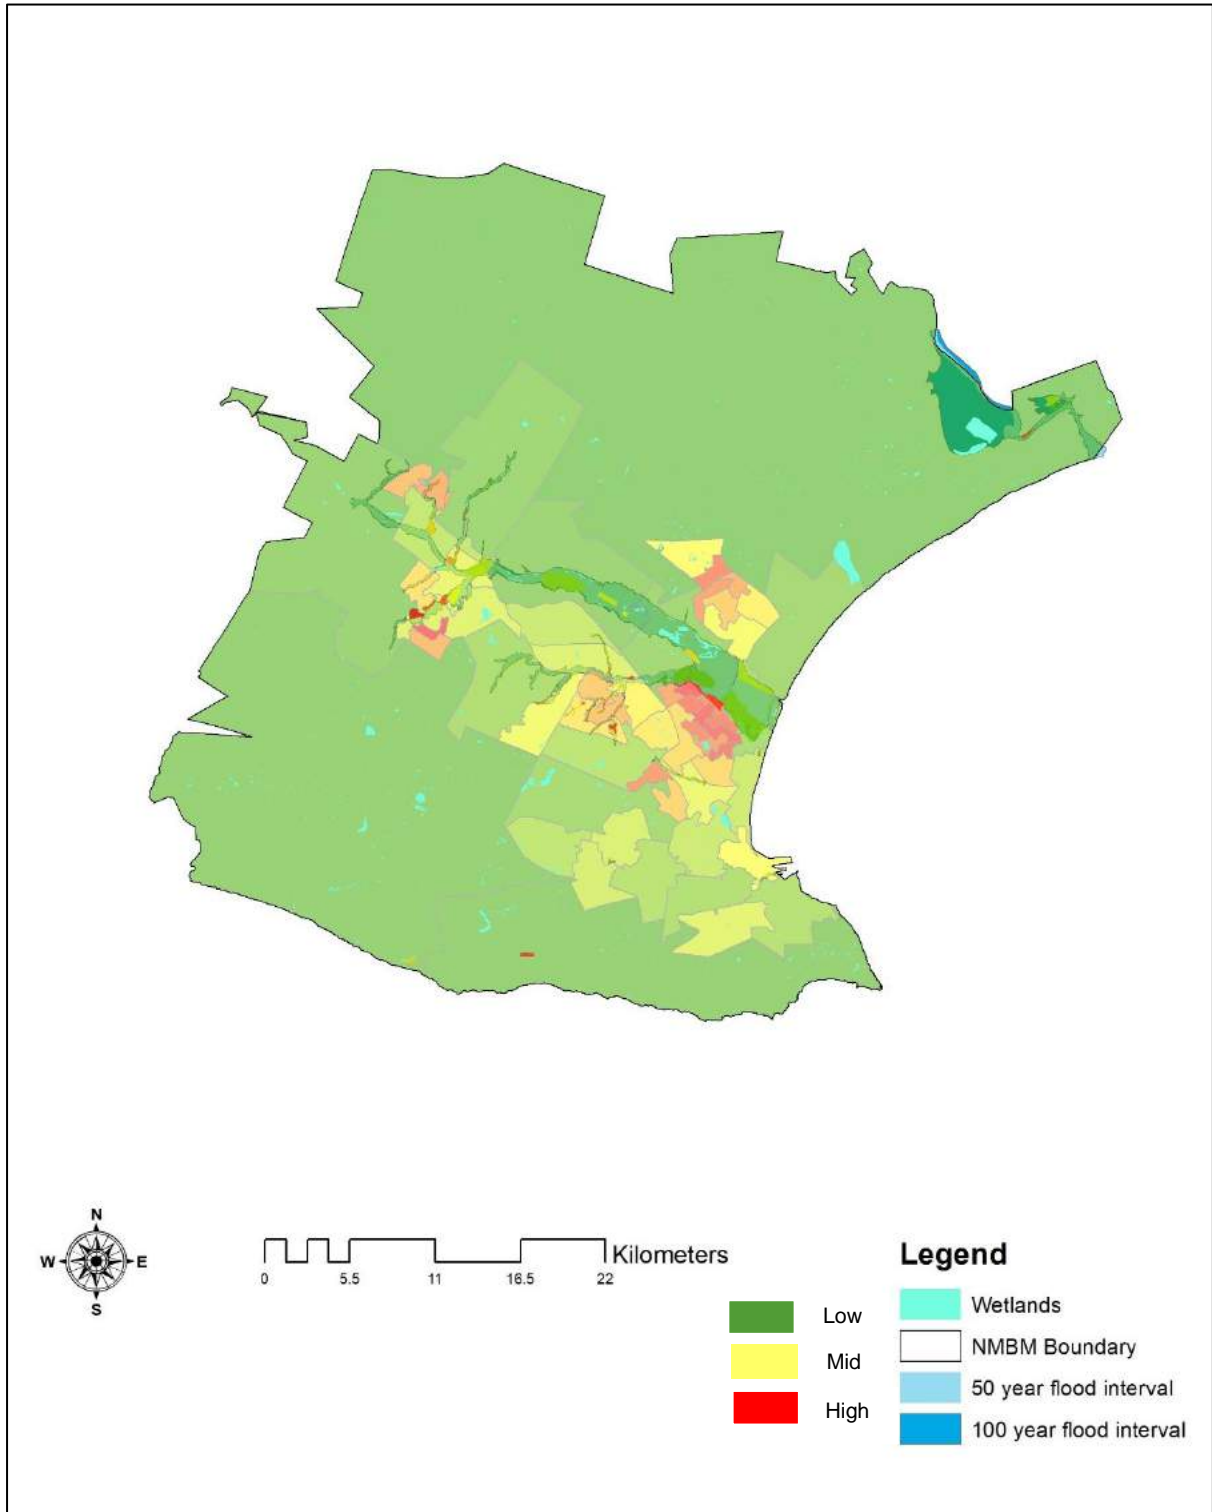 N
W E
S
Kilometers
0 5.5 11 16.5 22
Legend
Wetlands
NMBM Boundary
50 year flood interval
100 year flood interval
Low
Mid
High